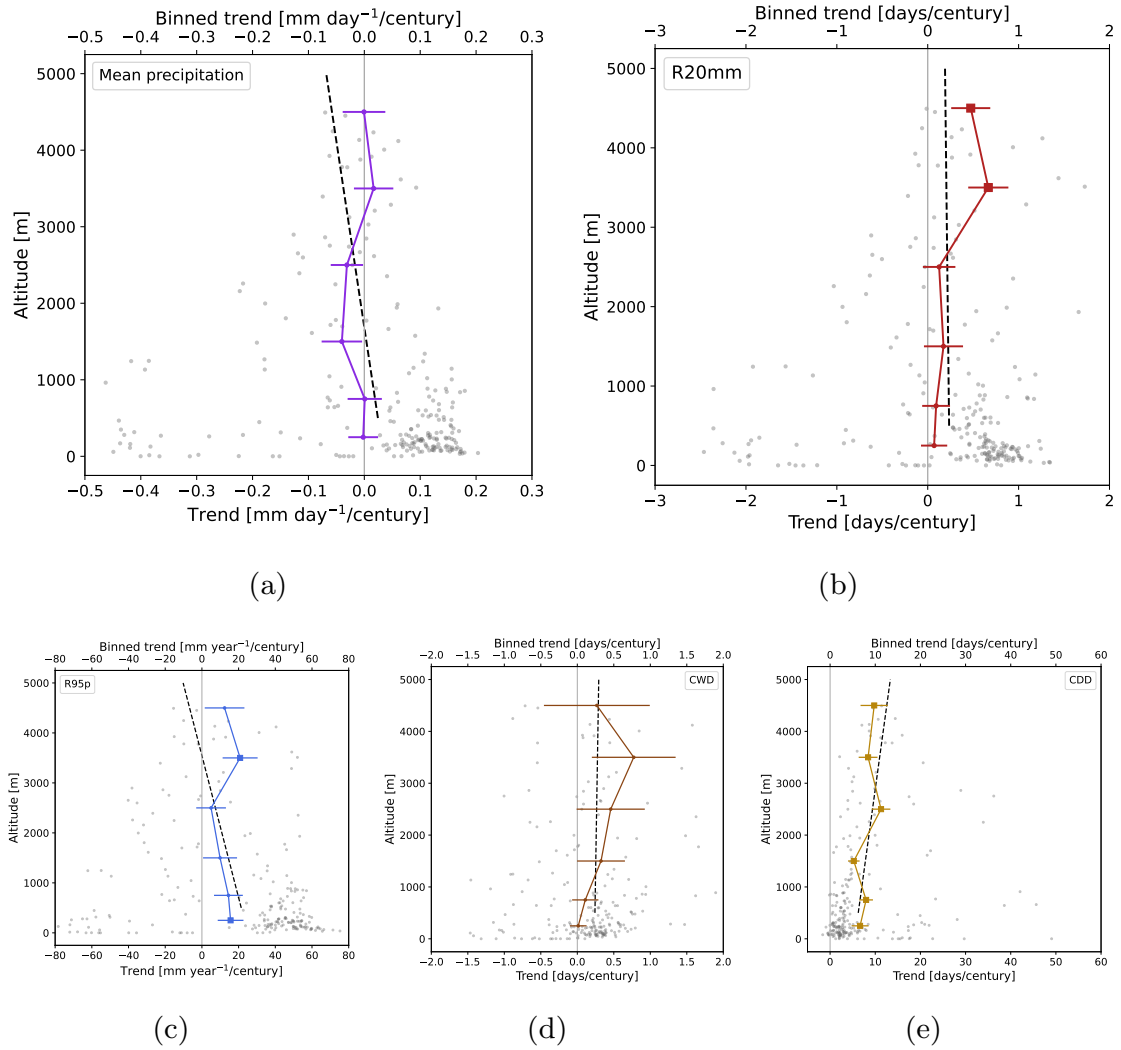 Binned trend [mm day⁻¹/century]
−0.5 −0.4 −0.3 −0.2 −0.1 0.0 0.1 0.2 0.3
Mean precipitation
Altitude [m]
5000
4000
3000
2000
1000
0
−0.5 −0.4 −0.3 −0.2 −0.1 0.0 0.1 0.2 0.3
Trend [mm day⁻¹/century]
(a)
Binned trend [days/century]
−3 −2 −1 0 1 2
R20mm
Altitude [m]
5000
4000
3000
2000
1000
0
−3 −2 −1 0 1 2
Trend [days/century]
(b)
Binned trend [mm year⁻¹/century]
−80 −60 −40 −20 0 20 40 60 80
R95p
Altitude [m]
5000
4000
3000
2000
1000
0
−80 −60 −40 −20 0 20 40 60 80
Trend [mm year⁻¹/century]
(c)
Binned trend [days/century]
−2.0 −1.5 −1.0 −0.5 0.0 0.5 1.0 1.5 2.0
CWD
Altitude [m]
5000
4000
3000
2000
1000
0
−2.0 −1.5 −1.0 −0.5 0.0 0.5 1.0 1.5 2.0
Trend [days/century]
(d)
Binned trend [days/century]
0 10 20 30 40 50 60
CDD
Altitude [m]
5000
4000
3000
2000
1000
0
0 10 20 30 40 50 60
Trend [days/century]
(e)